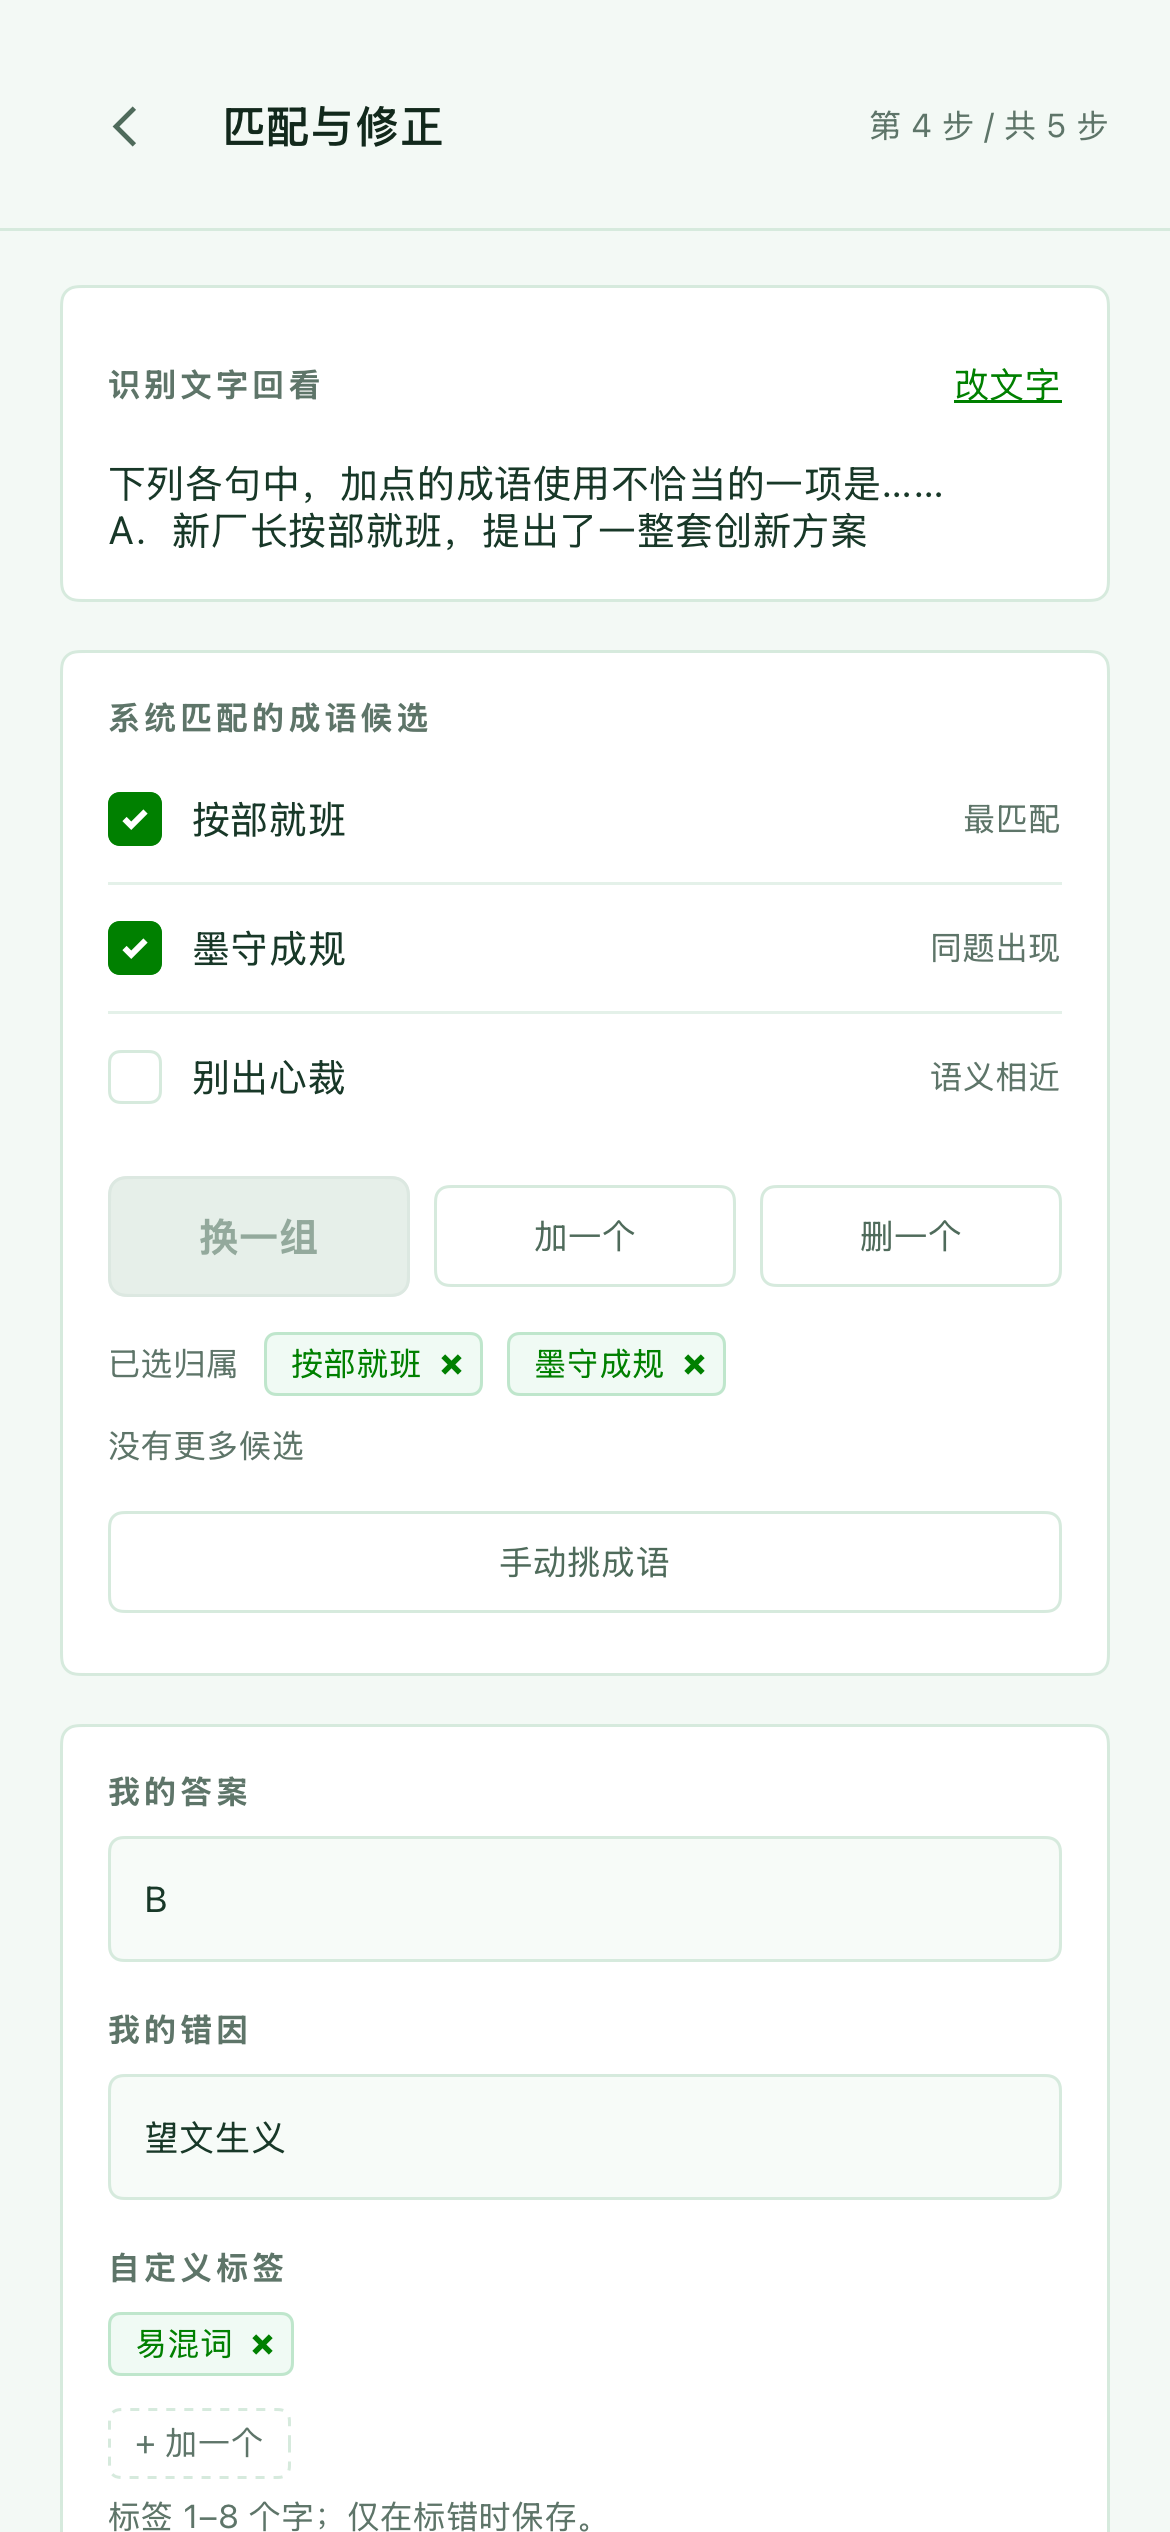 匹配与修正
第 4 步 / 共 5 步
识别文字回看
改文字
下列各句中，加点的成语使用不恰当的一项是……
A．新厂长按部就班，提出了一整套创新方案
系统匹配的成语候选
按部就班
最匹配
墨守成规
同题出现
别出心裁
语义相近
换一组
加一个
删一个
已选归属
按部就班 ×
墨守成规 ×
没有更多候选
手动挑成语
我的答案
B
我的错因
望文生义
自定义标签
易混词 ×
+ 加一个
标签 1–8 个字；仅在标错时保存。